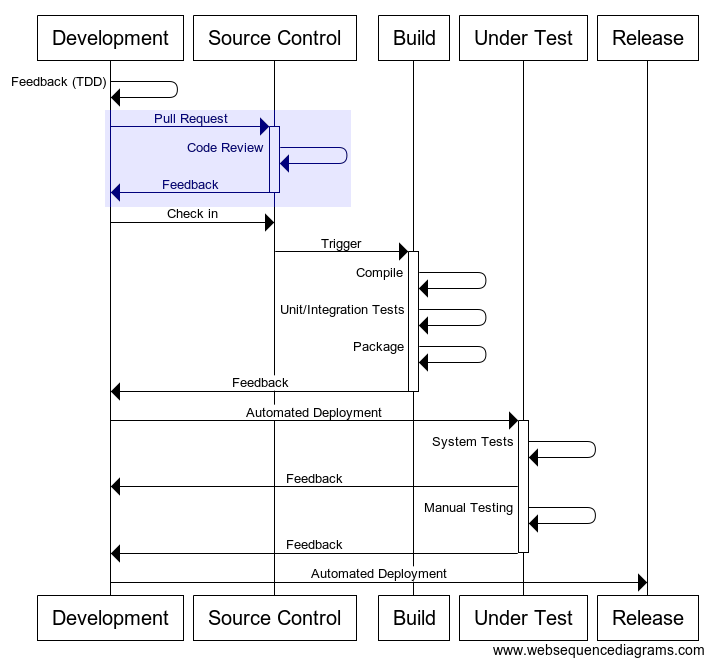 Development
Source Control
Build
Under Test
Release
Feedback (TDD)
Pull Request
Code Review
Feedback
Check in
Trigger
Compile
Unit/Integration Tests
Package
Feedback
Automated Deployment
System Tests
Feedback
Manual Testing
Feedback
Automated Deployment
Development
Source Control
Build
Under Test
Release
www.websequencediagrams.com